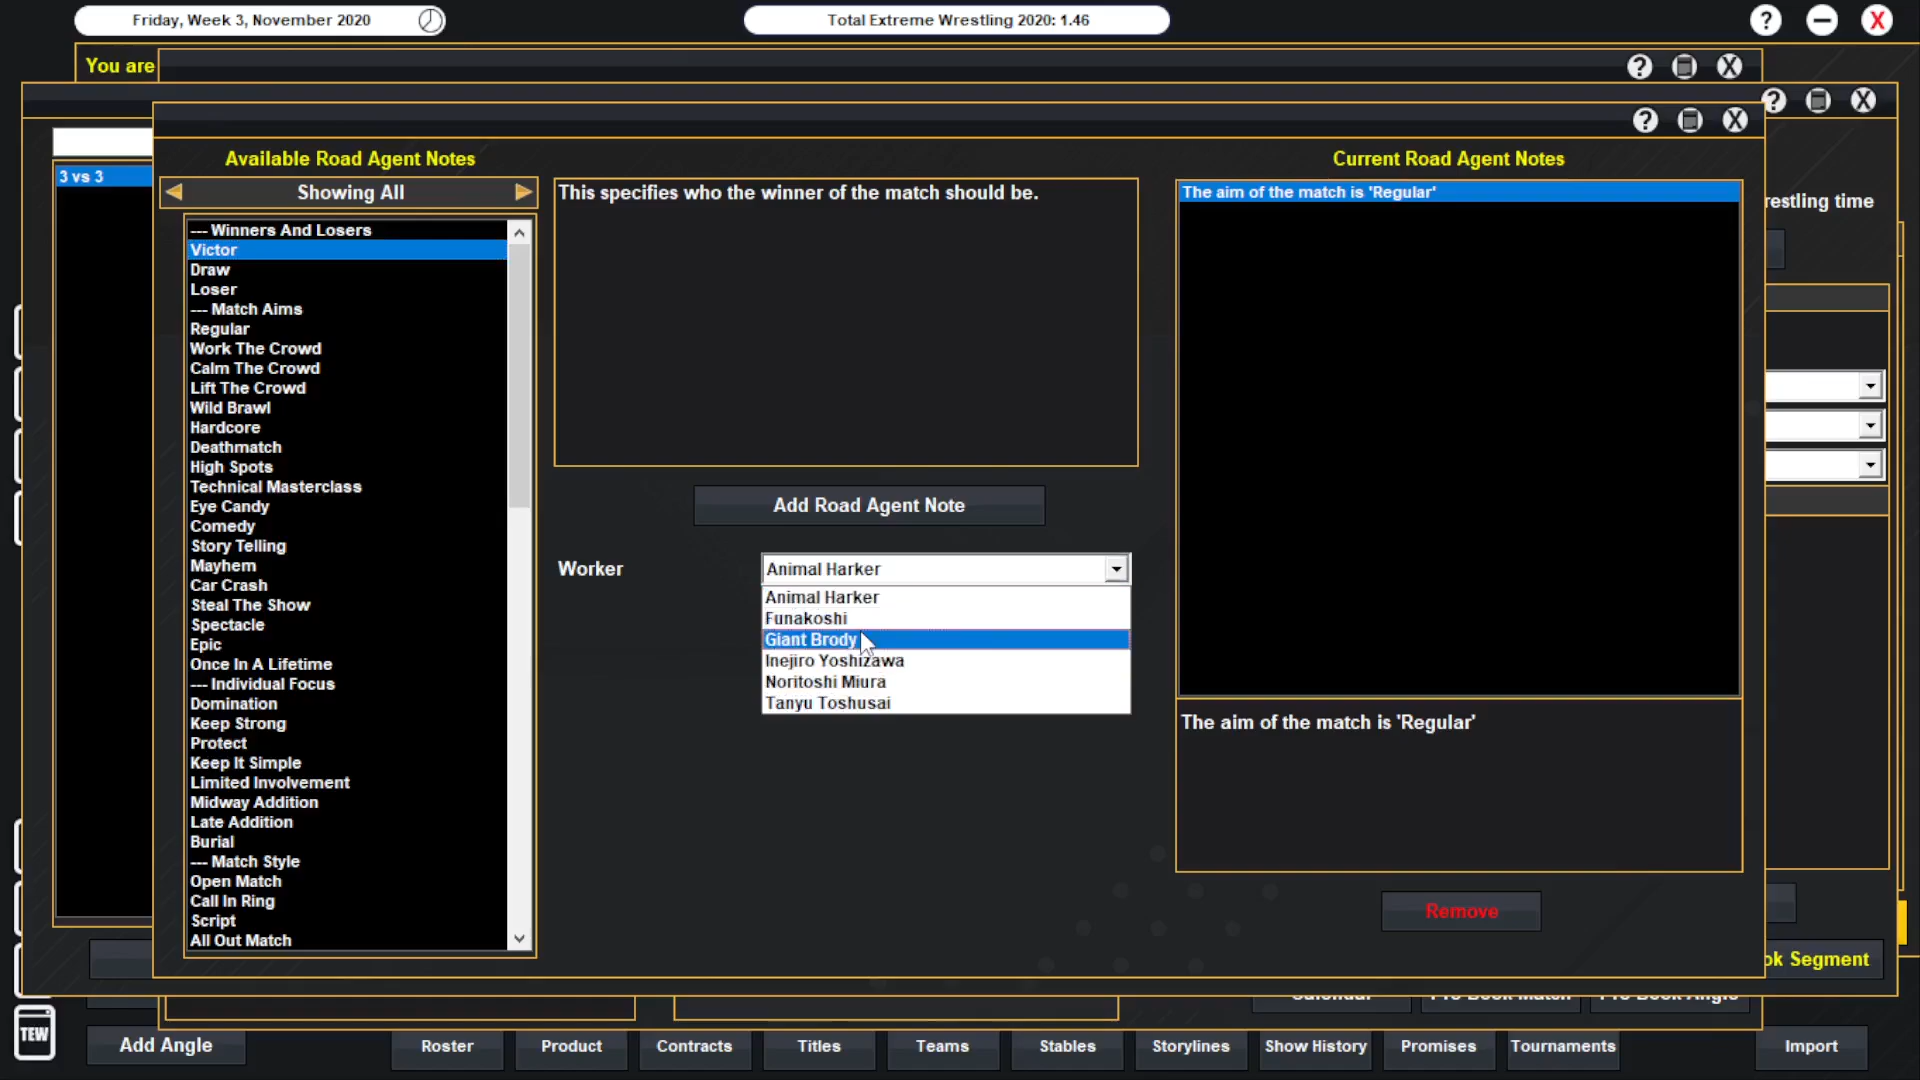 Friday, Week 3, November 2020
Total Extreme Wrestling 2020: 1.46
?
X
You are
? X
? X
? X
Available Road Agent Notes
Current Road Agent Notes
3 vs 3
Showing All
This specifies who the winner of the match should be.
The aim of the match is 'Regular'
restling time
--- Winners And Losers
Victor
Draw
Loser
--- Match Aims
Regular
Work The Crowd
Calm The Crowd
Lift The Crowd
Wild Brawl
Hardcore
Deathmatch
High Spots
Technical Masterclass
Eye Candy
Comedy
Story Telling
Mayhem
Car Crash
Steal The Show
Spectacle
Epic
Once In A Lifetime
--- Individual Focus
Domination
Keep Strong
Protect
Keep It Simple
Limited Involvement
Midway Addition
Late Addition
Burial
--- Match Style
Open Match
Call In Ring
Script
All Out Match
Add Road Agent Note
Worker
Animal Harker
Animal Harker
Funakoshi
Giant Brody
Inejiro Yoshizawa
Noritoshi Miura
Tanyu Toshusai
The aim of the match is 'Regular'
Remove
ok Segment
Calendar
Pre Book Match
Pre Book Angle
TEW
Add Angle
Roster
Product
Contracts
Titles
Teams
Stables
Storylines
Show History
Promises
Tournaments
Import